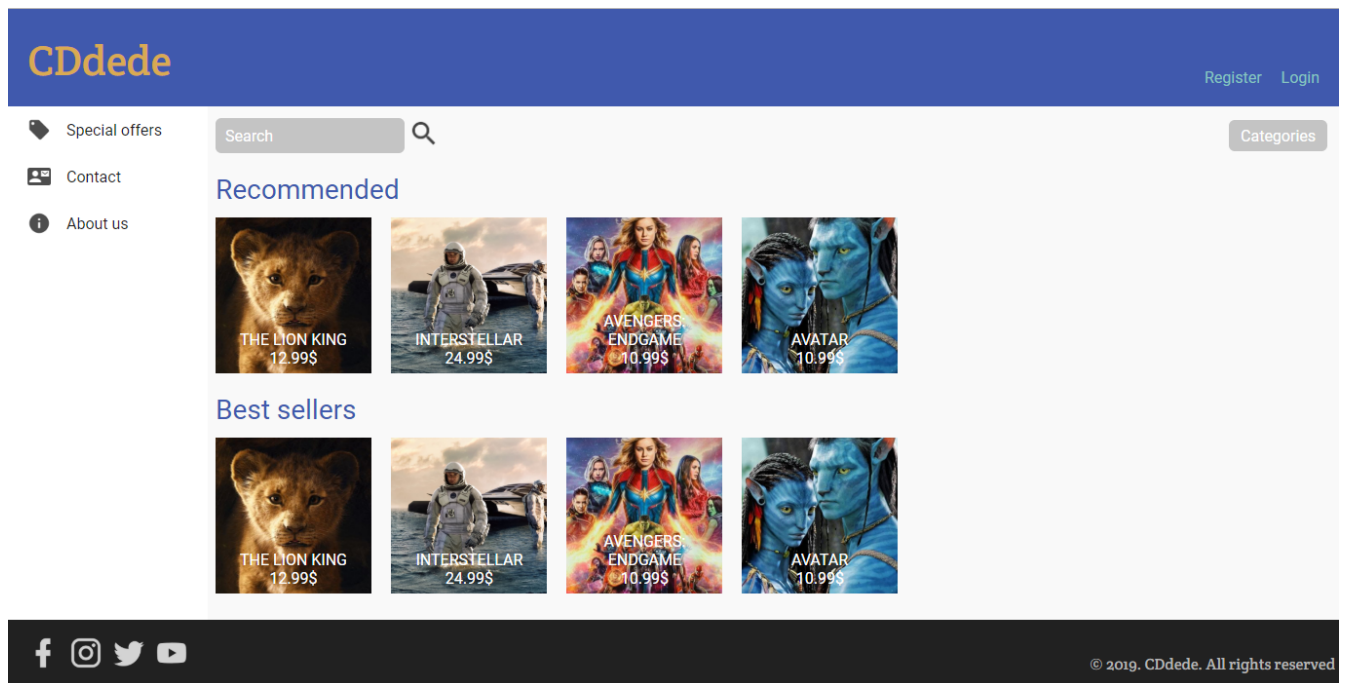 CDdede
Register Login
Special offers
Contact
About us
Search
Categories
Recommended
THE LION KING
12.99$
INTERSTELLAR
24.99$
AVENGERS:
ENDGAME
10.99$
AVATAR
10.99$
Best sellers
THE LION KING
12.99$
INTERSTELLAR
24.99$
AVENGERS:
ENDGAME
10.99$
AVATAR
10.99$
© 2019. CDdede. All rights reserved